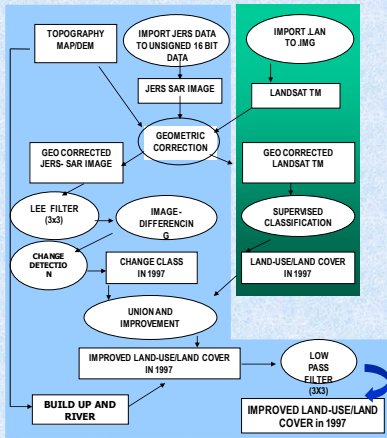 TOPOGRAPHY
MAP/DEM
IMPORT JERS DATA
TO UNSIGNED 16 BIT
DATA
IMPORT .LAN
TO .IMG
JERS SAR IMAGE
LANDSAT TM
GEOMETRIC
CORRECTION
GEO CORRECTED
JERS- SAR IMAGE
GEO CORRECTED
LANDSAT TM
LEE FILTER
(3x3)
IMAGE-
DIFFERENCIN
G
SUPERVISED
CLASSIFICATION
CHANGE
DETECTIO
N
CHANGE CLASS
IN 1997
LAND-USE/LAND COVER
IN 1997
UNION AND
IMPROVEMENT
IMPROVED LAND-USE/LAND COVER
IN 1997
LOW
PASS
FILTER
(3X3)
BUILD UP AND
RIVER
IMPROVED LAND-USE/LAND
COVER in 1997